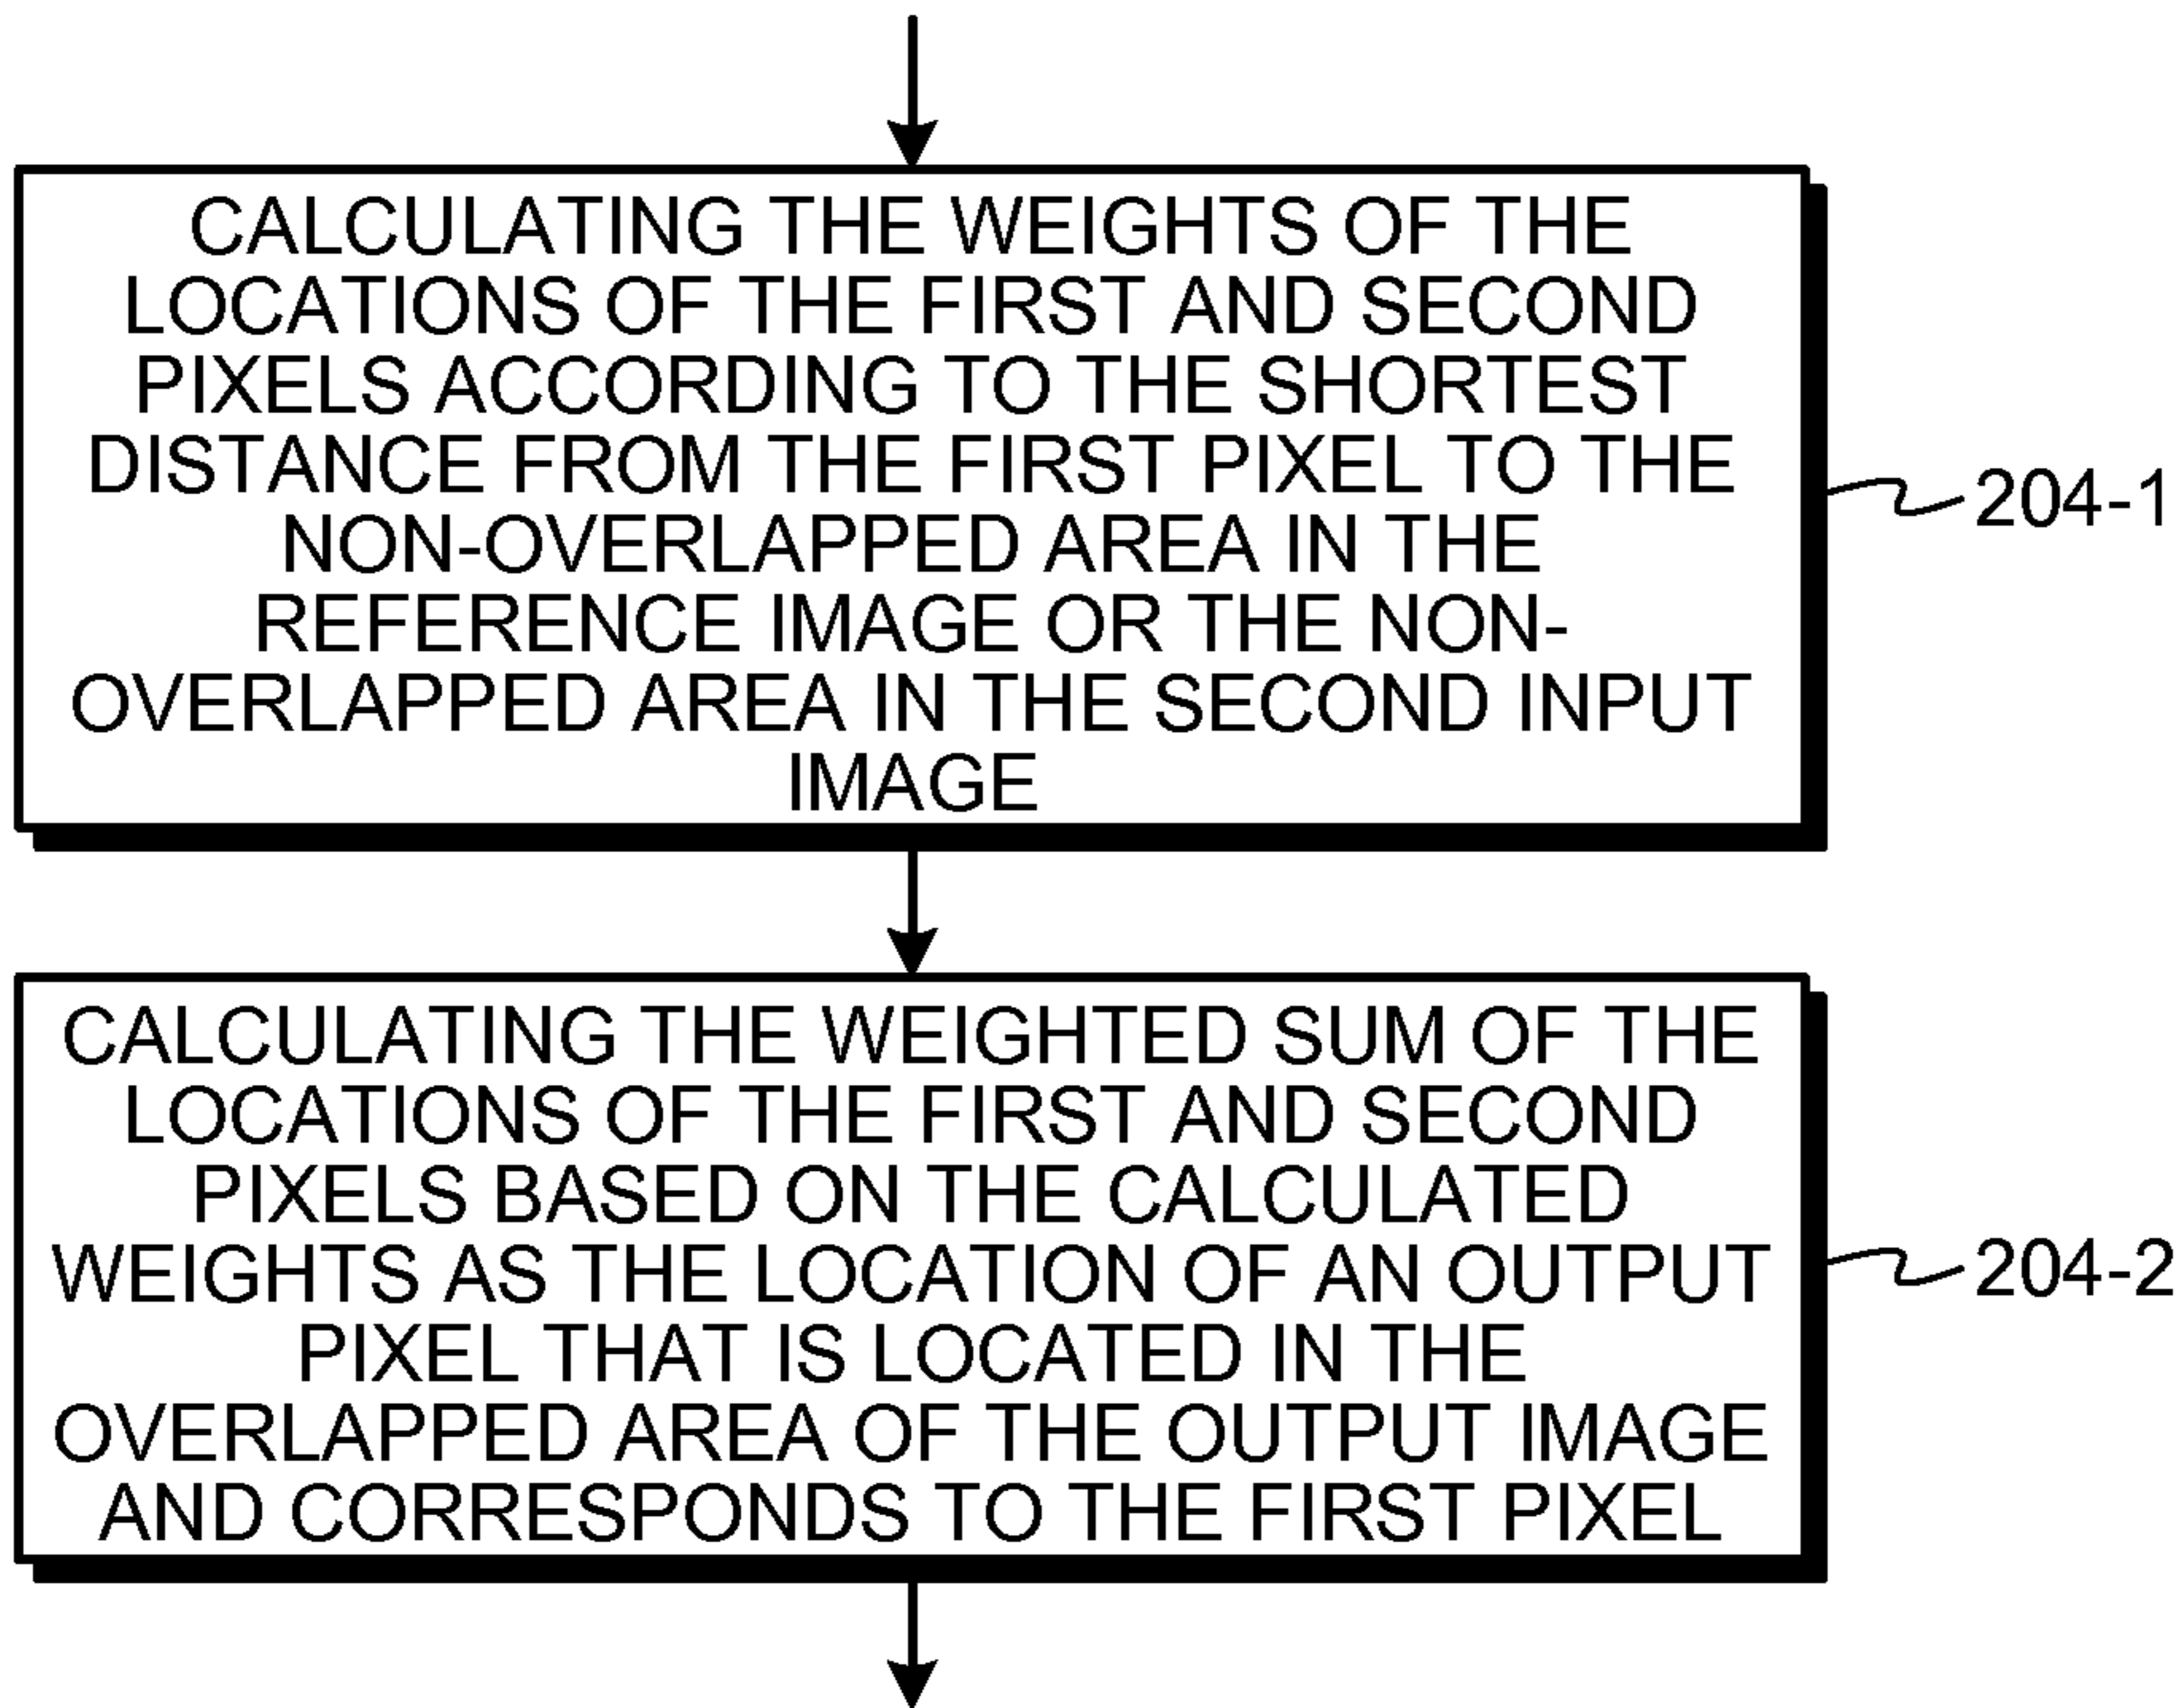 CALCULATING THE WEIGHTS OF THE
LOCATIONS OF THE FIRST AND SECOND
PIXELS ACCORDING TO THE SHORTEST
DISTANCE FROM THE FIRST PIXEL TO THE
NON-OVERLAPPED AREA IN THE
REFERENCE IMAGE OR THE NON-
OVERLAPPED AREA IN THE SECOND INPUT
IMAGE
204-1
CALCULATING THE WEIGHTED SUM OF THE
LOCATIONS OF THE FIRST AND SECOND
PIXELS BASED ON THE CALCULATED
WEIGHTS AS THE LOCATION OF AN OUTPUT
PIXEL THAT IS LOCATED IN THE
OVERLAPPED AREA OF THE OUTPUT IMAGE
AND CORRESPONDS TO THE FIRST PIXEL
204-2